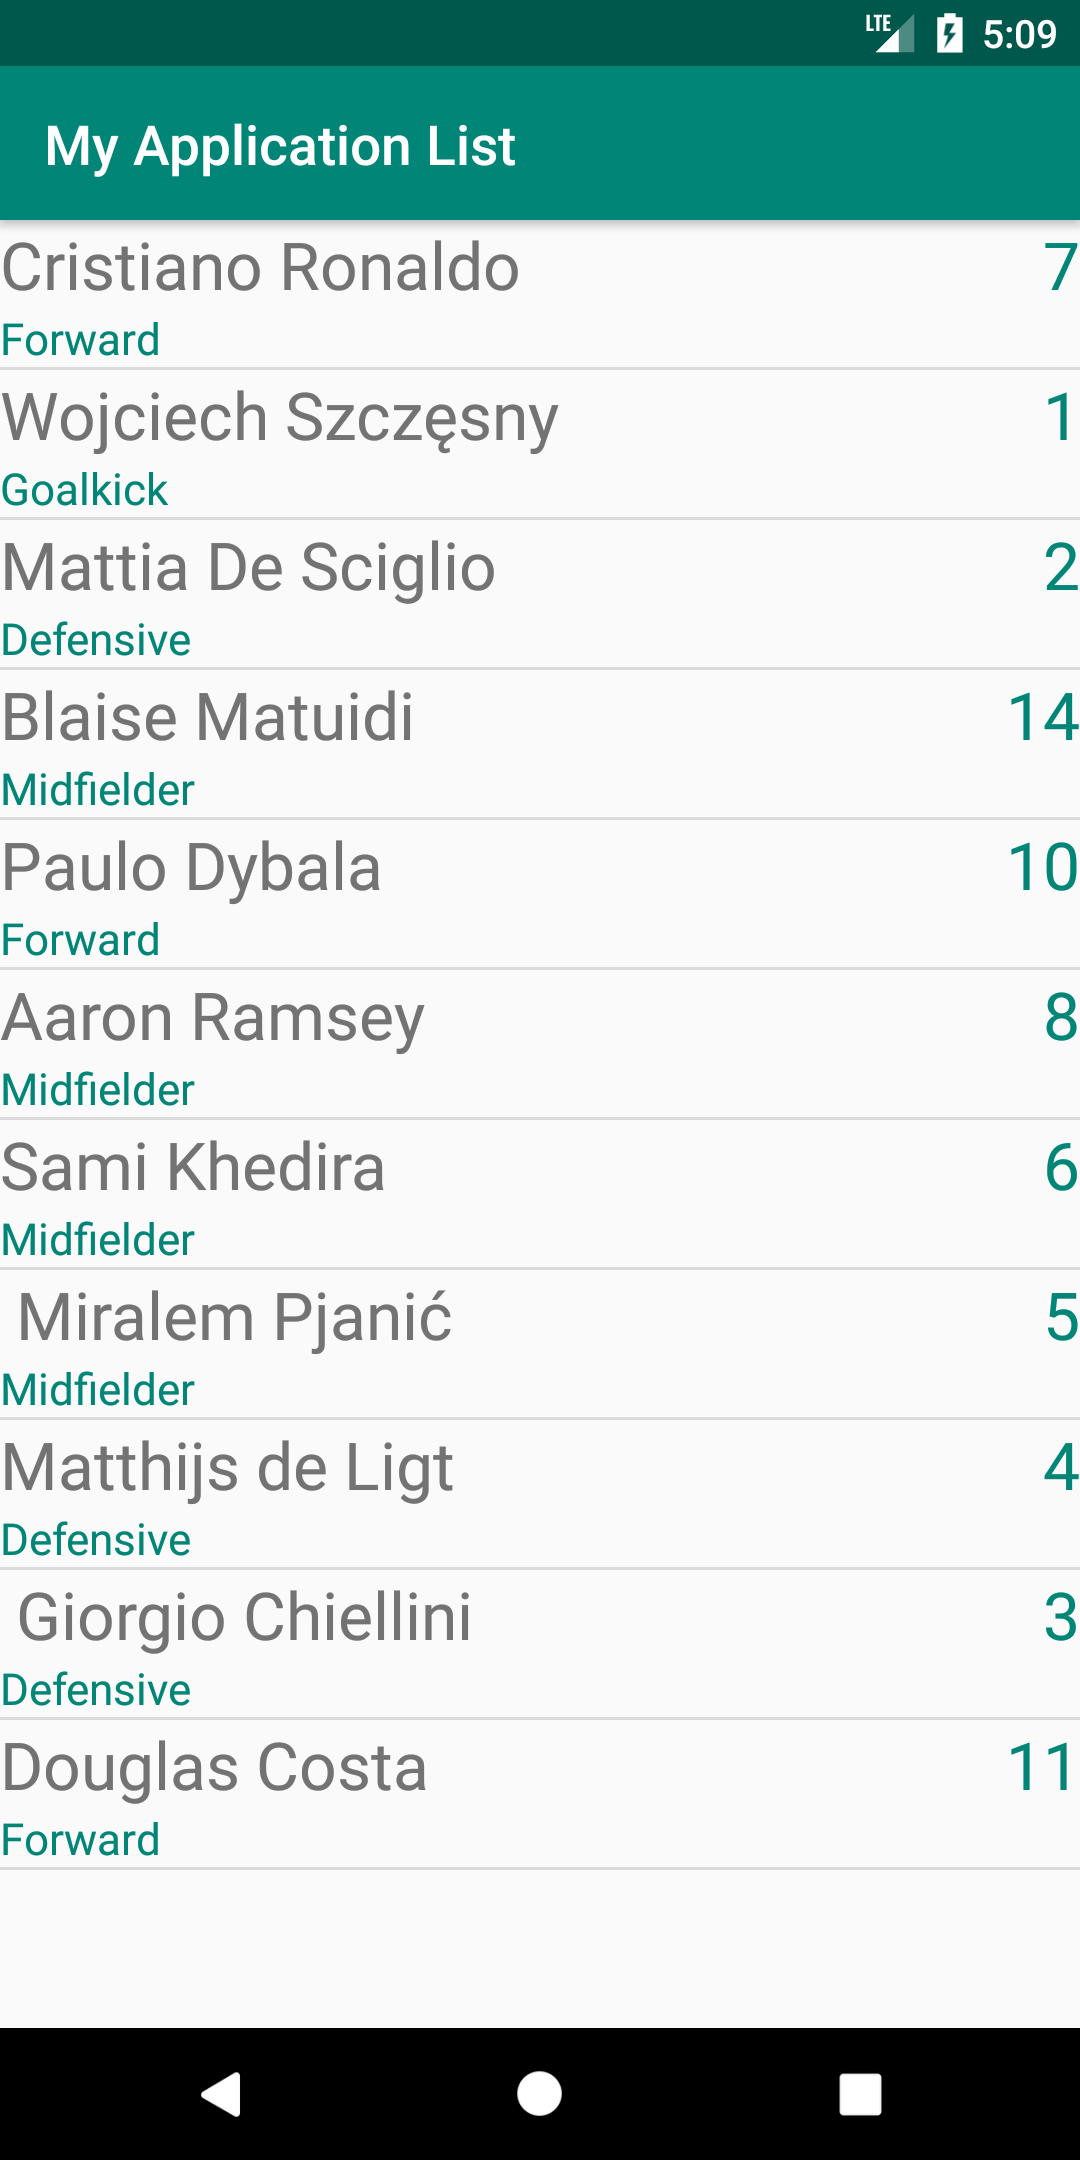 LTE 5:09
My Application List
Cristiano Ronaldo 7
Forward
Wojciech Szczęsny 1
Goalkick
Mattia De Sciglio 2
Defensive
Blaise Matuidi 14
Midfielder
Paulo Dybala 10
Forward
Aaron Ramsey 8
Midfielder
Sami Khedira 6
Midfielder
Miralem Pjanić 5
Midfielder
Matthijs de Ligt 4
Defensive
Giorgio Chiellini 3
Defensive
Douglas Costa 11
Forward